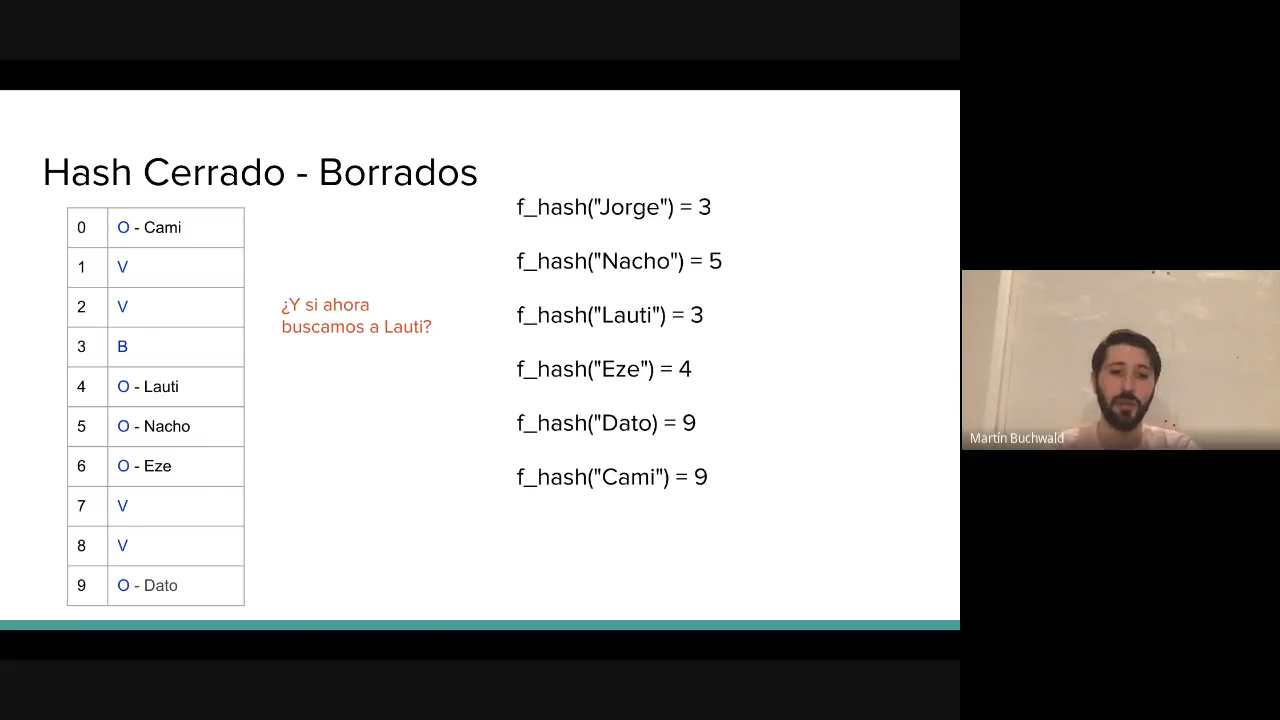 Hash Cerrado - Borrados
0 O - Cami
1 V
2 V
3 B
4 O - Lauti
5 O - Nacho
6 O - Eze
7 V
8 V
9 O - Dato
¿Y si ahora
buscamos a Lauti?
f_hash("Jorge") = 3
f_hash("Nacho") = 5
f_hash("Lauti") = 3
f_hash("Eze") = 4
f_hash("Dato) = 9
f_hash("Cami") = 9
Martín Buchwald